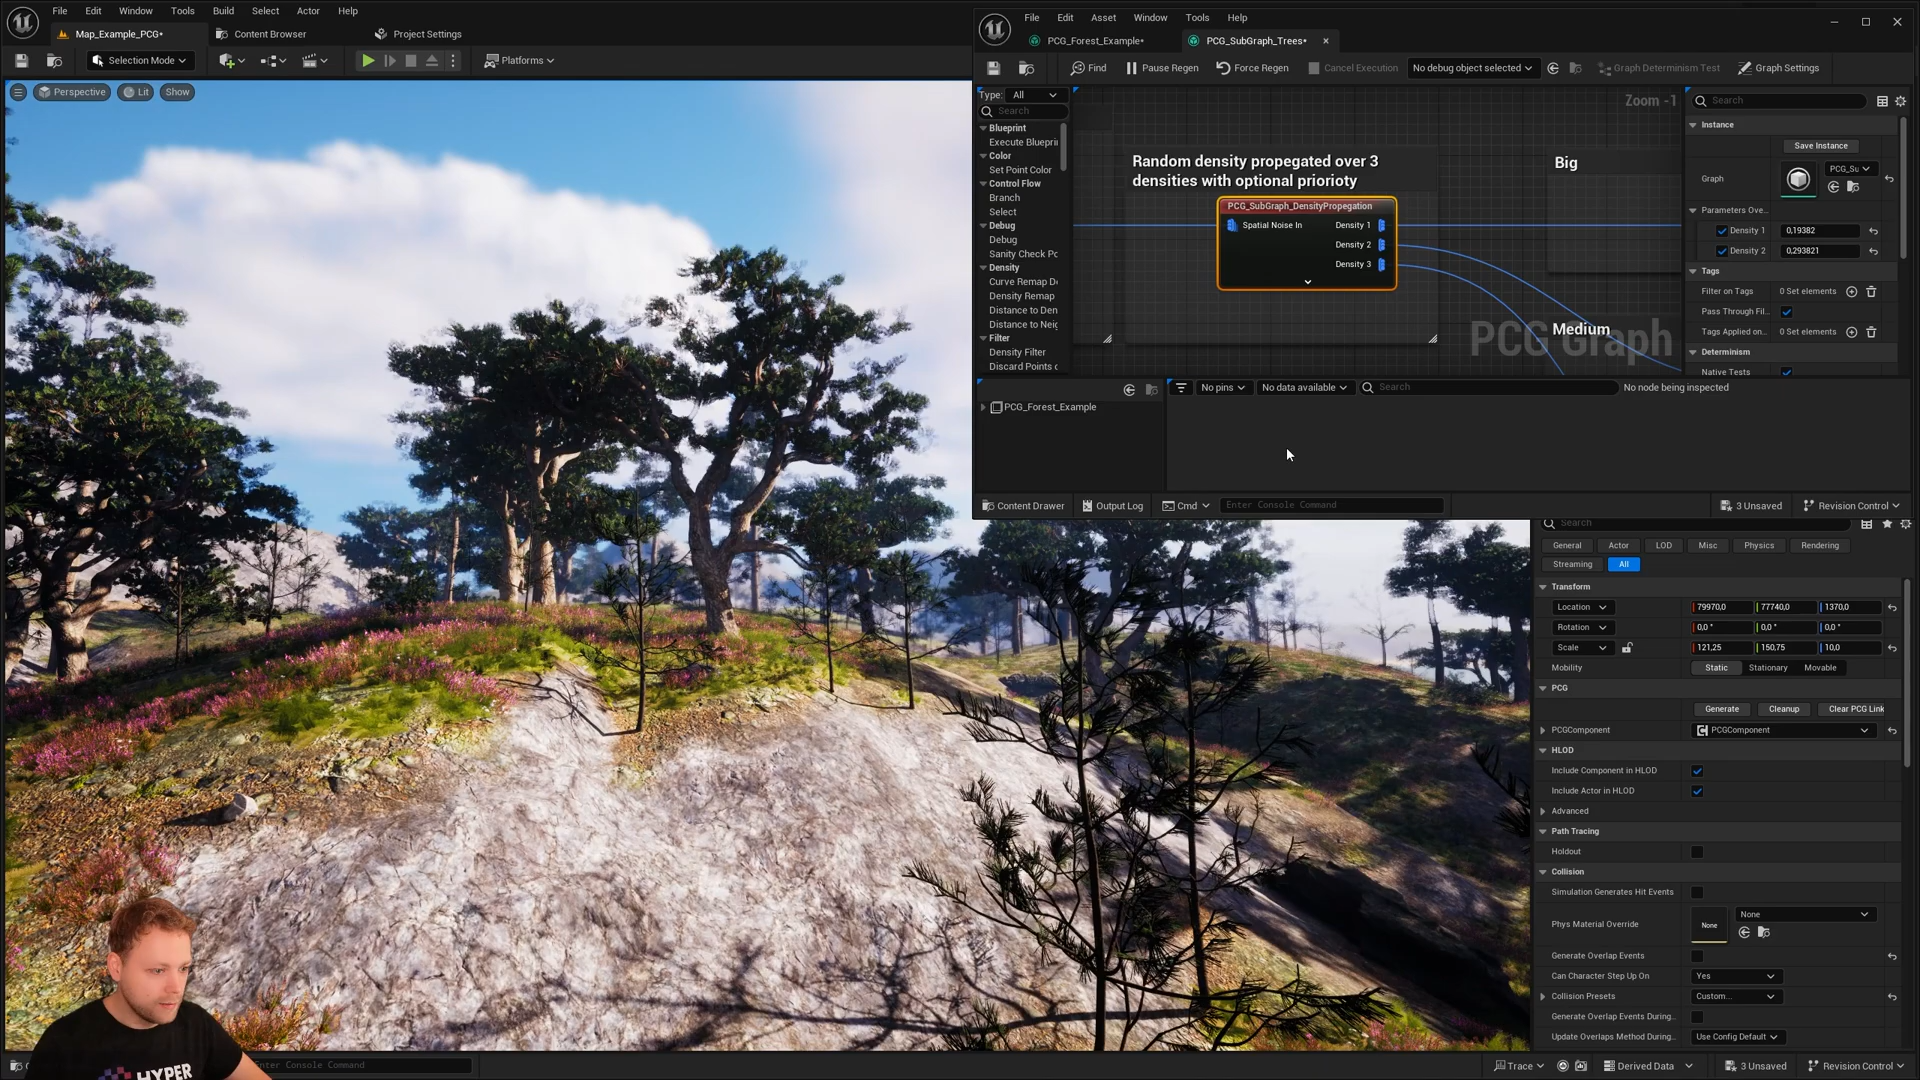 File Edit Window Tools Build Select Actor Help
Map_Example_PCG•
Content Browser
Project Settings
Selection Mode
Platforms
Perspective
Lit
Show
File Edit Asset Window Tools Help
PCG_Forest_Example•
PCG_SubGraph_Trees•
Find
Pause Regen
Force Regen
Cancel Execution
No debug object selected
Graph Determinism Test
Graph Settings
Type: All
Search
Blueprint
Execute Blueprin
Color
Set Point Color
Control Flow
Branch
Select
Debug
Debug
Sanity Check Po
Density
Curve Remap De
Density Remap
Distance to Den
Distance to Neig
Filter
Density Filter
Discard Points o
Zoom -1
Random density propegated over 3
densities with optional priorioty
PCG_SubGraph_DensityPropegation
Spatial Noise In
Density 1
Density 2
Density 3
Big
Medium
PCG Graph
Search
Instance
Save Instance
Graph
PCG_Su
Parameters Ove...
Density 1 0,19382
Density 2 0,293821
Tags
Filter on Tags 0 Set elements
Pass Through Fil...
Tags Applied on... 0 Set elements
Determinism
Native Tests
PCG_Forest_Example
No pins
No data available
Search
No node being inspected
Content Drawer
Output Log
Cmd
Enter Console Command
3 Unsaved
Revision Control
Search
General Actor LOD Misc Physics Rendering
Streaming All
Transform
Location 79970,0 77740,0 1370,0
Rotation 0,0 ° 0,0 ° 0,0 °
Scale 121,25 150,75 10,0
Mobility Static Stationary Movable
PCG
Generate Cleanup Clear PCG Link
PCGComponent PCGComponent
HLOD
Include Component in HLOD
Include Actor in HLOD
Advanced
Path Tracing
Holdout
Collision
Simulation Generates Hit Events
Phys Material Override None None
Generate Overlap Events
Can Character Step Up On Yes
Collision Presets Custom...
Generate Overlap Events During...
Update Overlaps Method During... Use Config Default
HYPER
Enter Console Command
Trace
Derived Data
3 Unsaved
Revision Control